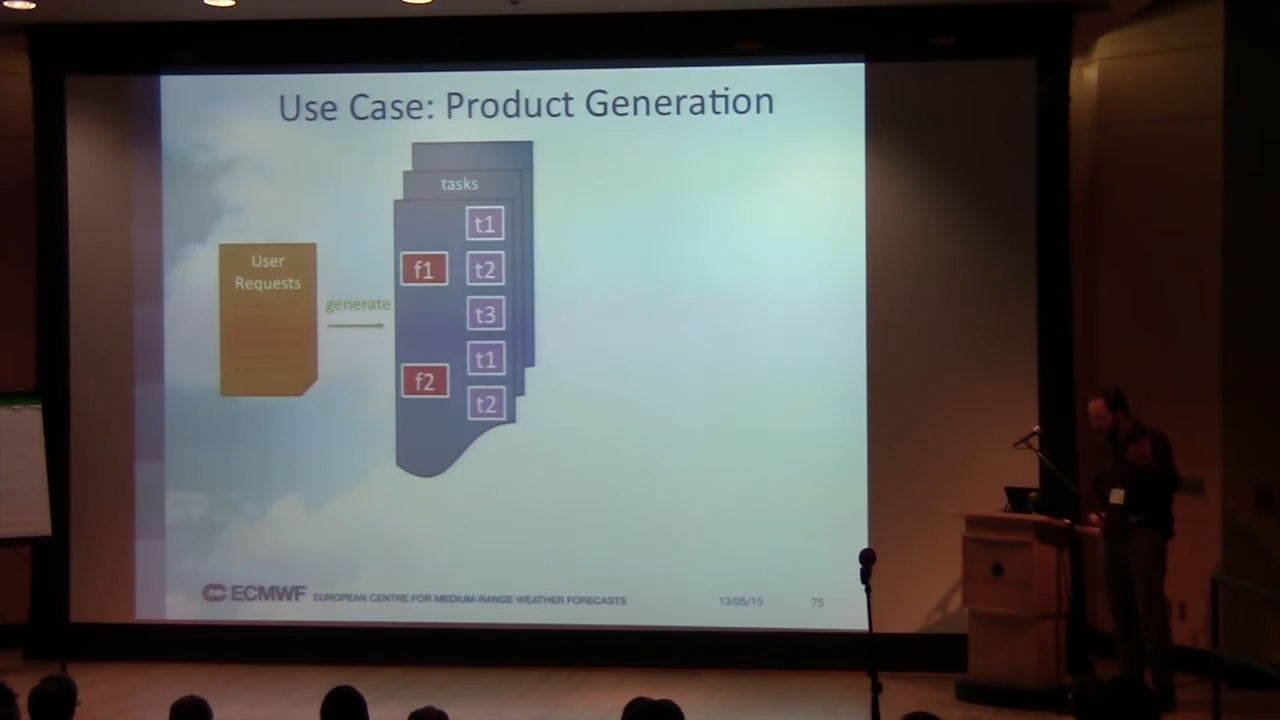 Use Case: Product Generation
tasks
t1
User
Requests
f1
t2
generate
t3
t1
f2
t2
ECMWF EUROPEAN CENTRE FOR MEDIUM-RANGE WEATHER FORECASTS
13/05/15
75